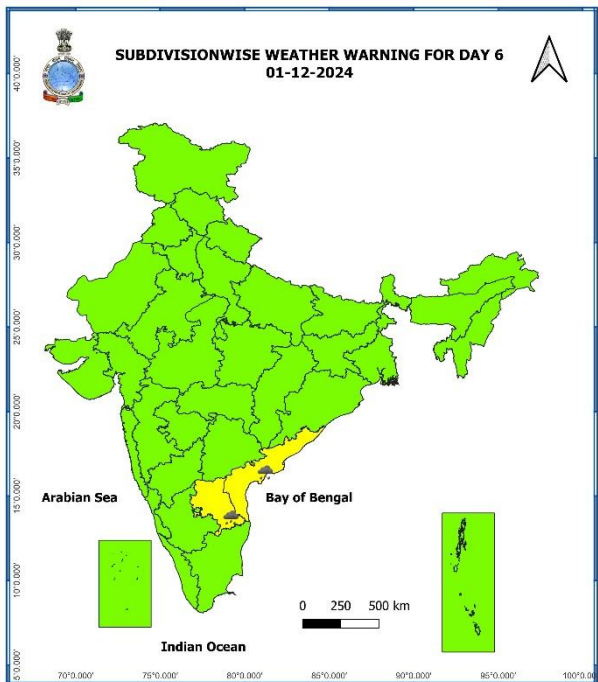 SUBDIVISIONWISE WEATHER WARNING FOR DAY 6
01-12-2024
40°0.000'
35°0.000'
30°0.000'
25°0.000'
20°0.000'
15°0.000'
10°0.000'
5°0.000'
Arabian Sea
Bay of Bengal
0 250 500 km
Indian Ocean
70°0.000' 75°0.000' 80°0.000' 85°0.000' 90°0.000' 95°0.000' 100°0.000'